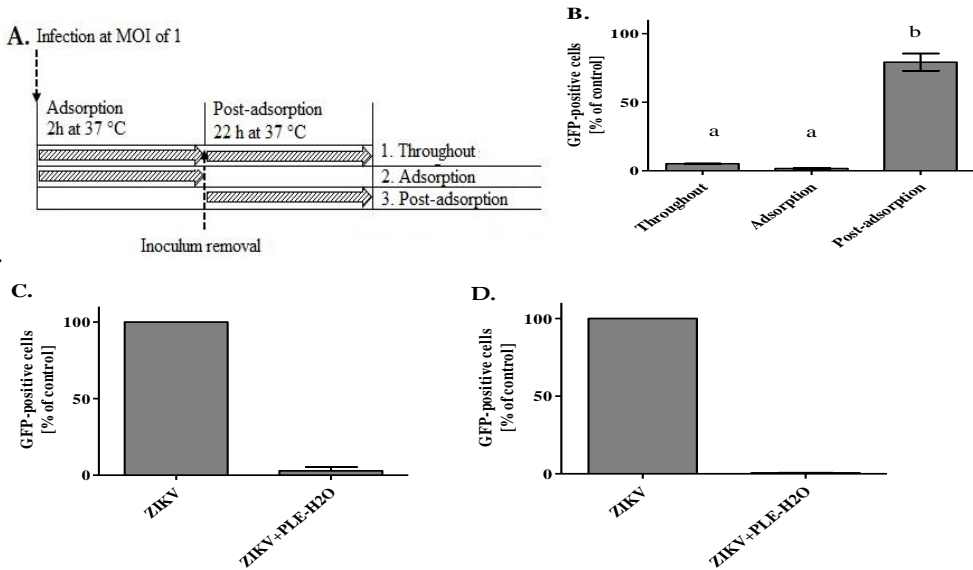 A. Infection at MOI of 1
Adsorption
2h at 37 °C
Post-adsorption
22 h at 37 °C
1. Throughout
2. Adsorption
3. Post-adsorption
Inoculum removal
B.
GFP-positive cells
[% of control]
100
50
0
a
a
b
Throughout
Adsorption
Post-adsorption
C.
GFP-positive cells
[% of control]
100
50
0
ZIKV
ZIKV+PLE-H2O
D.
GFP-positive cells
[% of control]
100
50
0
ZIKV
ZIKV+PLE-H2O